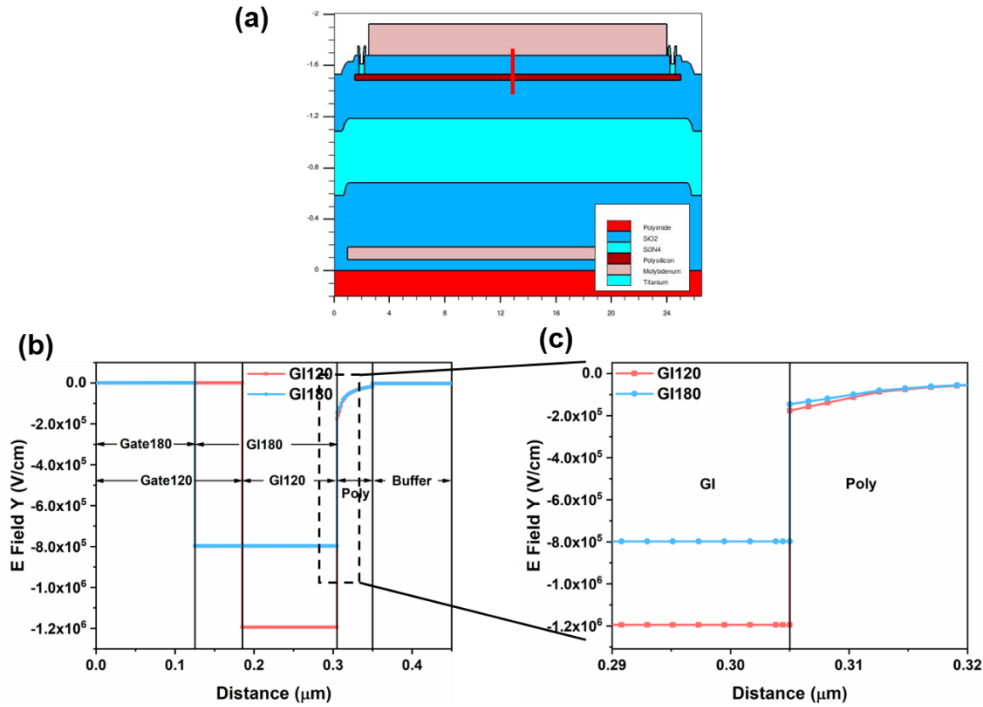 (a)
-2
-1.6
-1.2
-0.8
-0.4
0
0 4 8 12 16 20 24
Polyimide
SiO2
Si3N4
Polysilicon
Molybdenum
Titanium
(b)
E Field Y (V/cm)
0.0
-2.0x10⁵
-4.0x10⁵
-6.0x10⁵
-8.0x10⁵
-1.0x10⁶
-1.2x10⁶
GI120
GI180
Gate180 GI180
Gate120 GI120 Poly Buffer
0.0 0.1 0.2 0.3 0.4
Distance (μm)
(c)
E Field Y (V/cm)
0.0
-2.0x10⁵
-4.0x10⁵
-6.0x10⁵
-8.0x10⁵
-1.0x10⁶
-1.2x10⁶
GI120
GI180
GI Poly
0.29 0.30 0.31 0.32
Distance (μm)